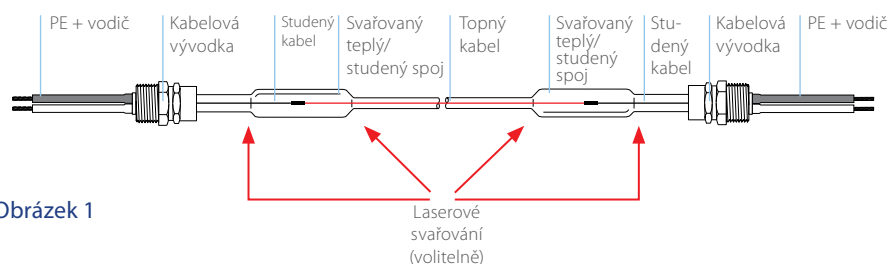 PE + vodič
Kabelová
vývodka
Studený
kabel
Svařovaný
teplý/
studený spoj
Topný
kabel
Svařovaný
teplý/
studený
spoj
Stu-
dený
kabel
Kabelová
vývodka
PE + vodič
Obrázek 1
Laserové
svařování
(volitelně)